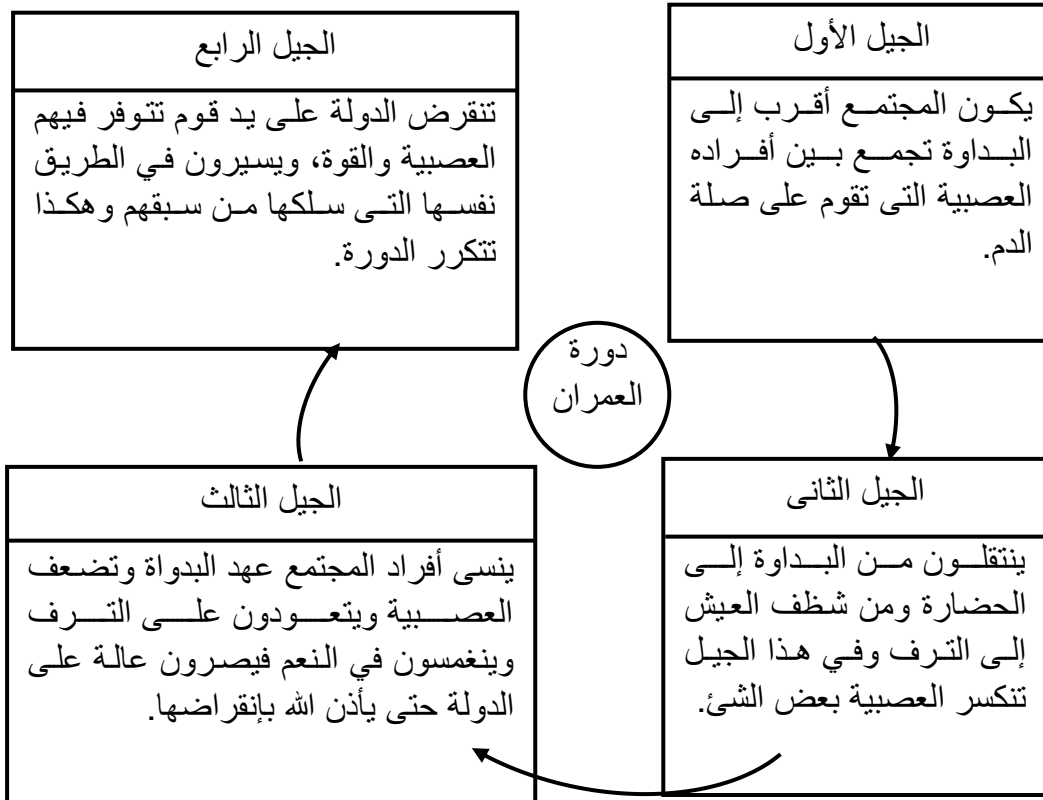 الجيل الأول
يكون المجتمع أقرب إلى
البداوة تجمع بين أفراده
العصبية التى تقوم على صلة
الدم.
الجيل الرابع
تنقرض الدولة على يد قوم تتوفر فيهم
العصبية والقوة، ويسيرون في الطريق
نفسها التى سلكها من سبقهم وهكذا
تتكرر الدورة.
دورة
العمران
الجيل الثانى
ينتقلون من البداوة إلى
الحضارة ومن شظف العيش
إلى الترف وفي هذا الجيل
تنكسر العصبية بعض الشئ.
الجيل الثالث
ينسى أفراد المجتمع عهد البدواة وتضعف
العصبية ويتعودون على الترف
وينغمسون في النعم فيصرون عالة على
الدولة حتى يأذن الله بإنقراضها.